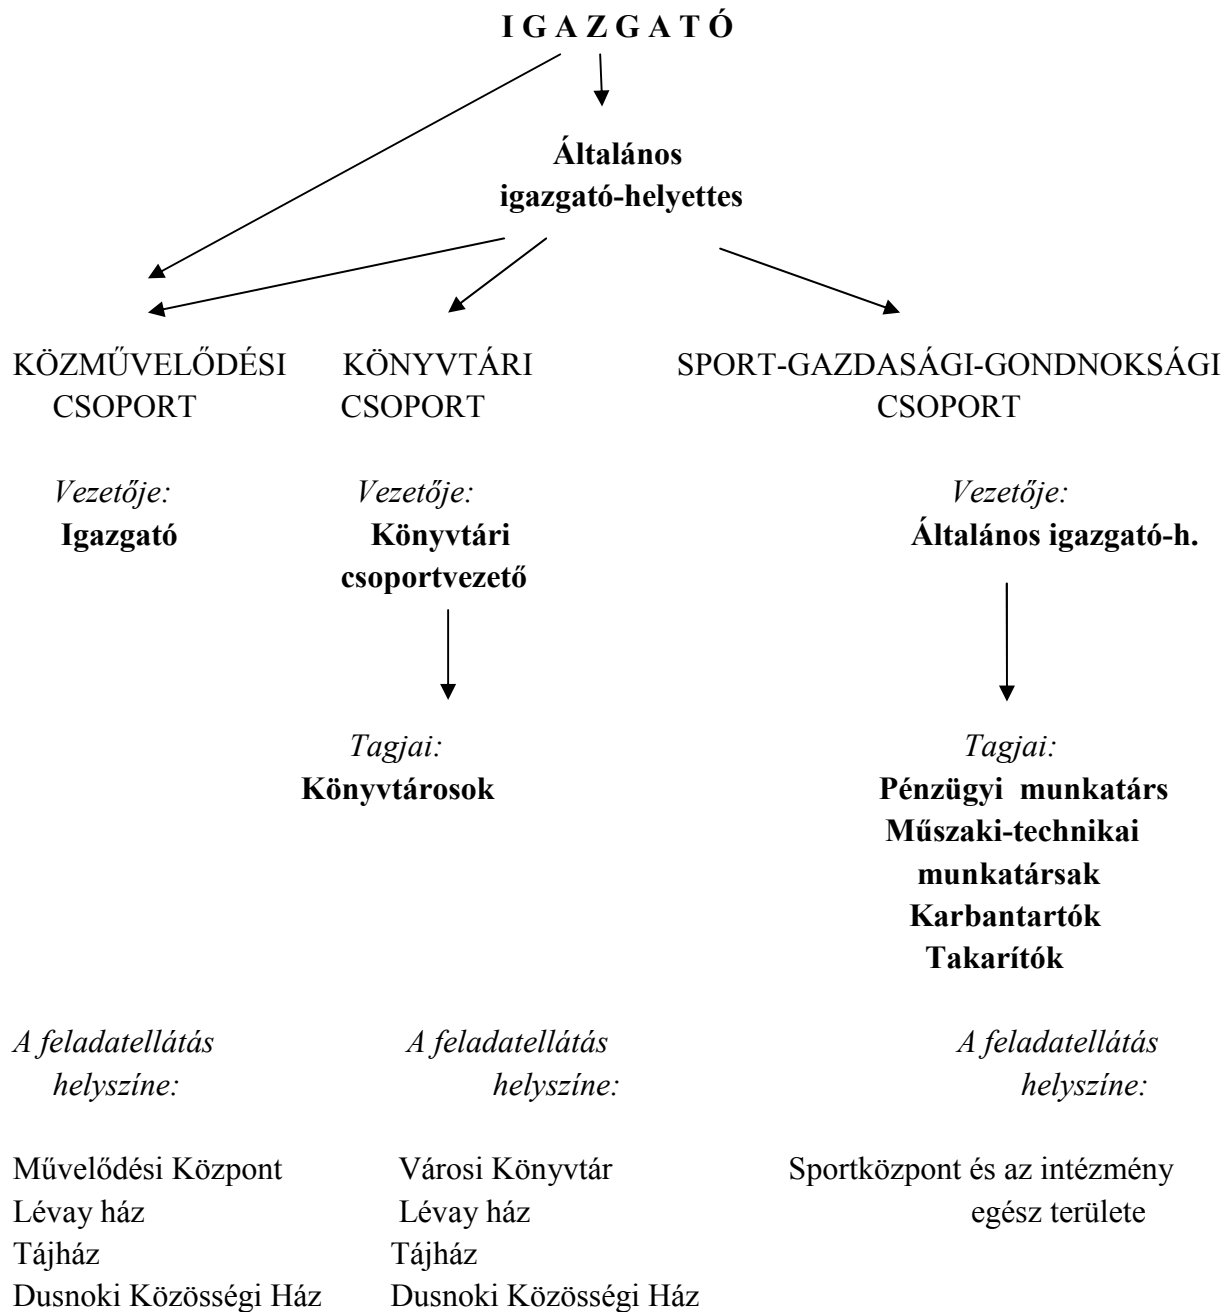 I G A Z G A T Ó
Általános
igazgató-helyettes
KÖZMŰVELŐDÉSI KÖNYVTÁRI SPORT-GAZDASÁGI-GONDNOKSÁGI
CSOPORT CSOPORT CSOPORT
Vezetője: Vezetője: Vezetője:
Igazgató Könyvtári Általános igazgató-h.
csoportvezető
Tagjai: Tagjai:
Könyvtárosok Pénzügyi munkatárs
Műszaki-technikai
munkatársak
Karbantartók
Takarítók
A feladatellátás A feladatellátás A feladatellátás
helyszíne: helyszíne: helyszíne:
Művelődési Központ Városi Könyvtár Sportközpont és az intézmény
Lévay ház Lévay ház egész területe
Tájház Tájház
Dusnoki Közösségi Ház Dusnoki Közösségi Ház